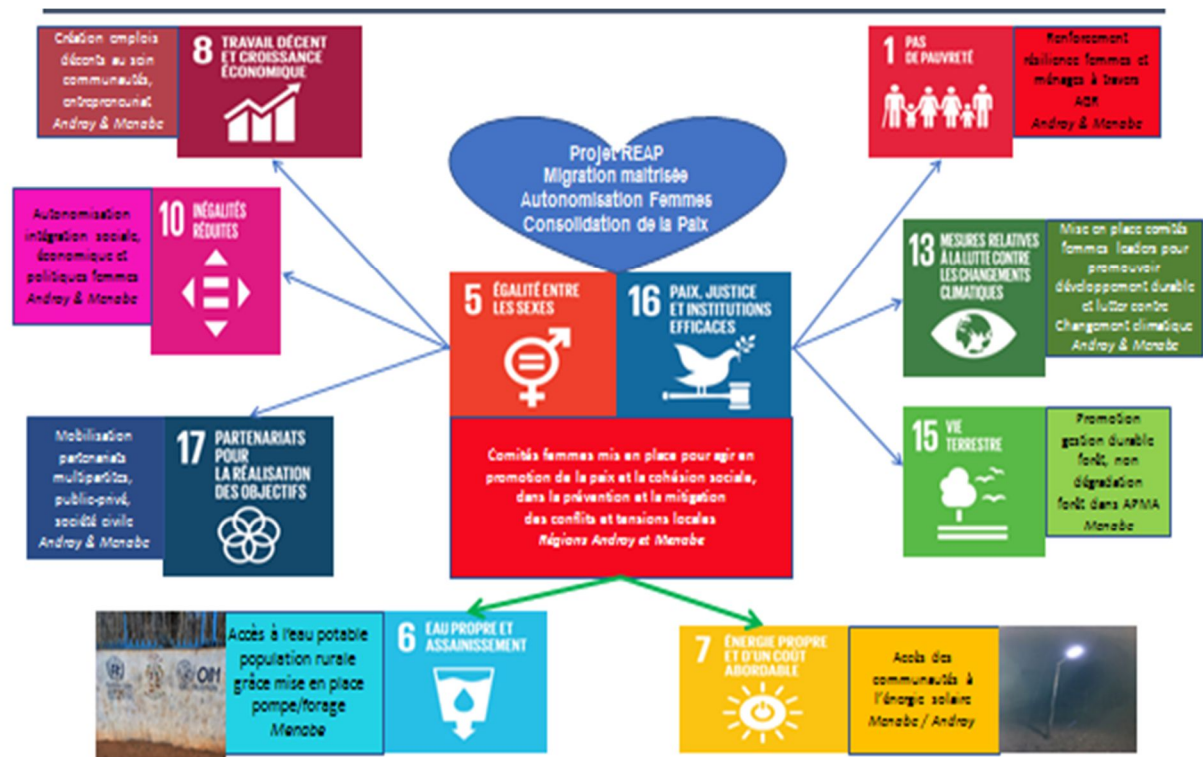 Création emplois
décents au sein
communautés,
entrepreneuriat
Androy & Menabe
8 TRAVAIL DÉCENT
ET CROISSANCE
ÉCONOMIQUE
1 PAS
DE PAUVRETÉ
Renforcement
résilience femmes et
ménages à travers
AGR
Androy & Menabe
Projet REAP
Migration maitrisée
Autonomisation Femmes
Consolidation de la Paix
Autonomisation
intégration sociale,
économique et
politiques femmes
Androy & Menabe
10 INÉGALITÉS
RÉDUITES
5 ÉGALITÉ ENTRE
LES SEXES
16 PAIX, JUSTICE
ET INSTITUTIONS
EFFICACES
13 MESURES RELATIVES
À LA LUTTE CONTRE
LES CHANGEMENTS
CLIMATIQUES
Mise en place comités
femmes leaders pour
promouvoir
développement durable
et lutter contre
Changement climatique
Androy & Menabe
Mobilisation
partenariats
multipartites,
public-privé,
société civile
Androy & Menabe
17 PARTENARIATS
POUR
LA RÉALISATION
DES OBJECTIFS
Comités femmes mis en place pour agir en
promotion de la paix et la cohésion sociale,
dans la prévention et la mitigation
des conflits et tensions locales
Régions Androy et Menabe
15 VIE
TERRESTRE
Promotion
gestion durable
forêt, non
dégradation
forêt dans APMA
Menabe
OIM
Accès à l'eau potable
population rurale
grâce mise en place
pompe/forage
Menabe
6 EAU PROPRE ET
ASSAINISSEMENT
7 ÉNERGIE PROPRE
ET D'UN COÛT
ABORDABLE
Accès des
communautés à
l'énergie solaire
Menabe / Androy